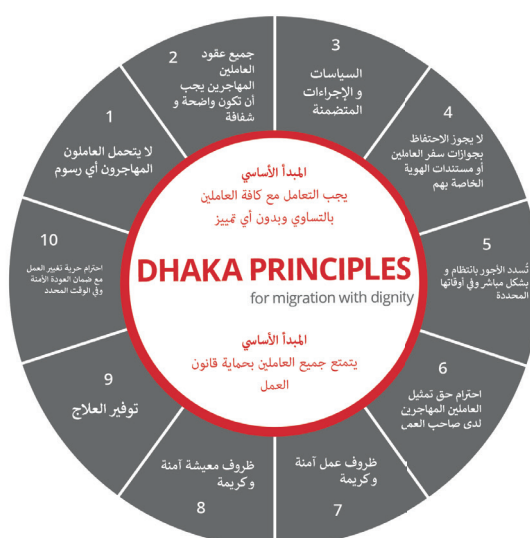 المبدأ الأساسي
يجب التعامل مع كافة العاملين
بالتساوي وبدون أي تمييز
DHAKA PRINCIPLES
for migration with dignity
المبدأ الأساسي
يتمتع جميع العاملين بحماية قانون
العمل
1
لا يتحمل العاملون
المهاجرون أي رسوم
2
جميع عقود
العاملين
المهاجرين يجب
أن تكون واضحة و
شفافة
3
السياسات
و الإجراءات
المتضمنة
4
لا يجوز الاحتفاظ
بجوازات سفر العاملين
أو مستندات الهوية
الخاصة بهم
5
تُسدد الأجور بانتظام و
بشكل مباشر وفي أوقاتها
المحددة
6
احترام حق تمثيل
العاملين المهاجرين
لدى صاحب العمل
ظروف عمل آمنة
و كريمة
7
ظروف معيشة آمنة
و كريمة
8
9
توفير العلاج
10
احترام حرية تغيير العمل
مع ضمان العودة الآمنة
وفي الوقت المحدد